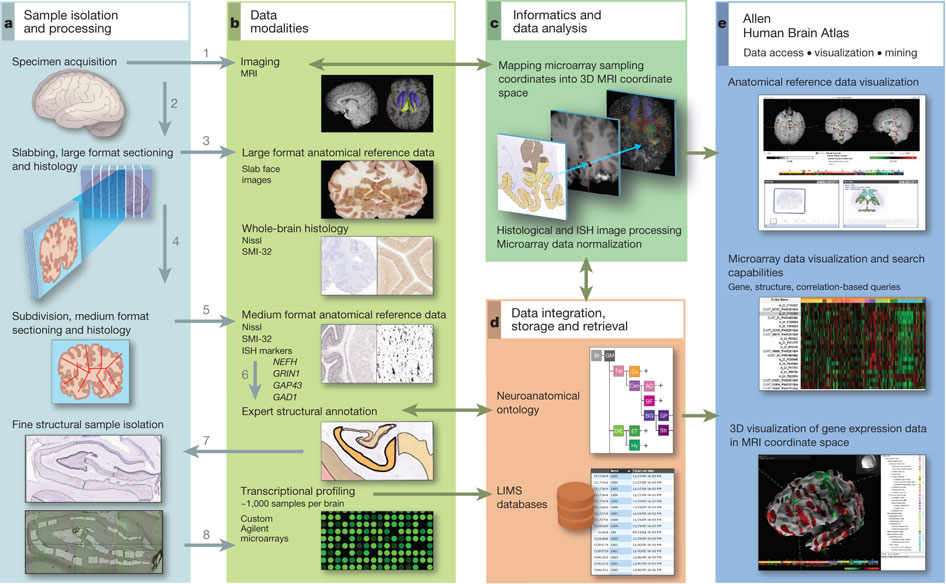 a
Sample isolation
and processing
Specimen acquisition
1
2
Slabbing, large format sectioning
and histology
3
4
Subdivision, medium format
sectioning and histology
5
Fine structural sample isolation
7
8
b
Data
modalities
Imaging
MRI
Large format anatomical reference data
Slab face
images
Whole-brain histology
Nissl
SMI-32
Medium format anatomical reference data
Nissl
SMI-32
ISH markers
NEFH
GRIN1
GAP43
GAD1
6
Expert structural annotation
Transcriptional profiling
~1,000 samples per brain
Custom
Agilent
microarrays
c
Informatics and
data analysis
Mapping microarray sampling
coordinates into 3D MRI coordinate
space
Histological and ISH image processing
Microarray data normalization
d
Data integration,
storage and retrieval
Neuroanatomical
ontology
Br GM
Tel
Cx
Cel
AO
BF
BG GP
Str
DB ET
Hy
LIMS
databases
e
Allen
Human Brain Atlas
Data access • visualization • mining
Anatomical reference data visualization
Microarray data visualization and search
capabilities
Gene, structure, correlation-based queries
Probe Name
3D visualization of gene expression data
in MRI coordinate space